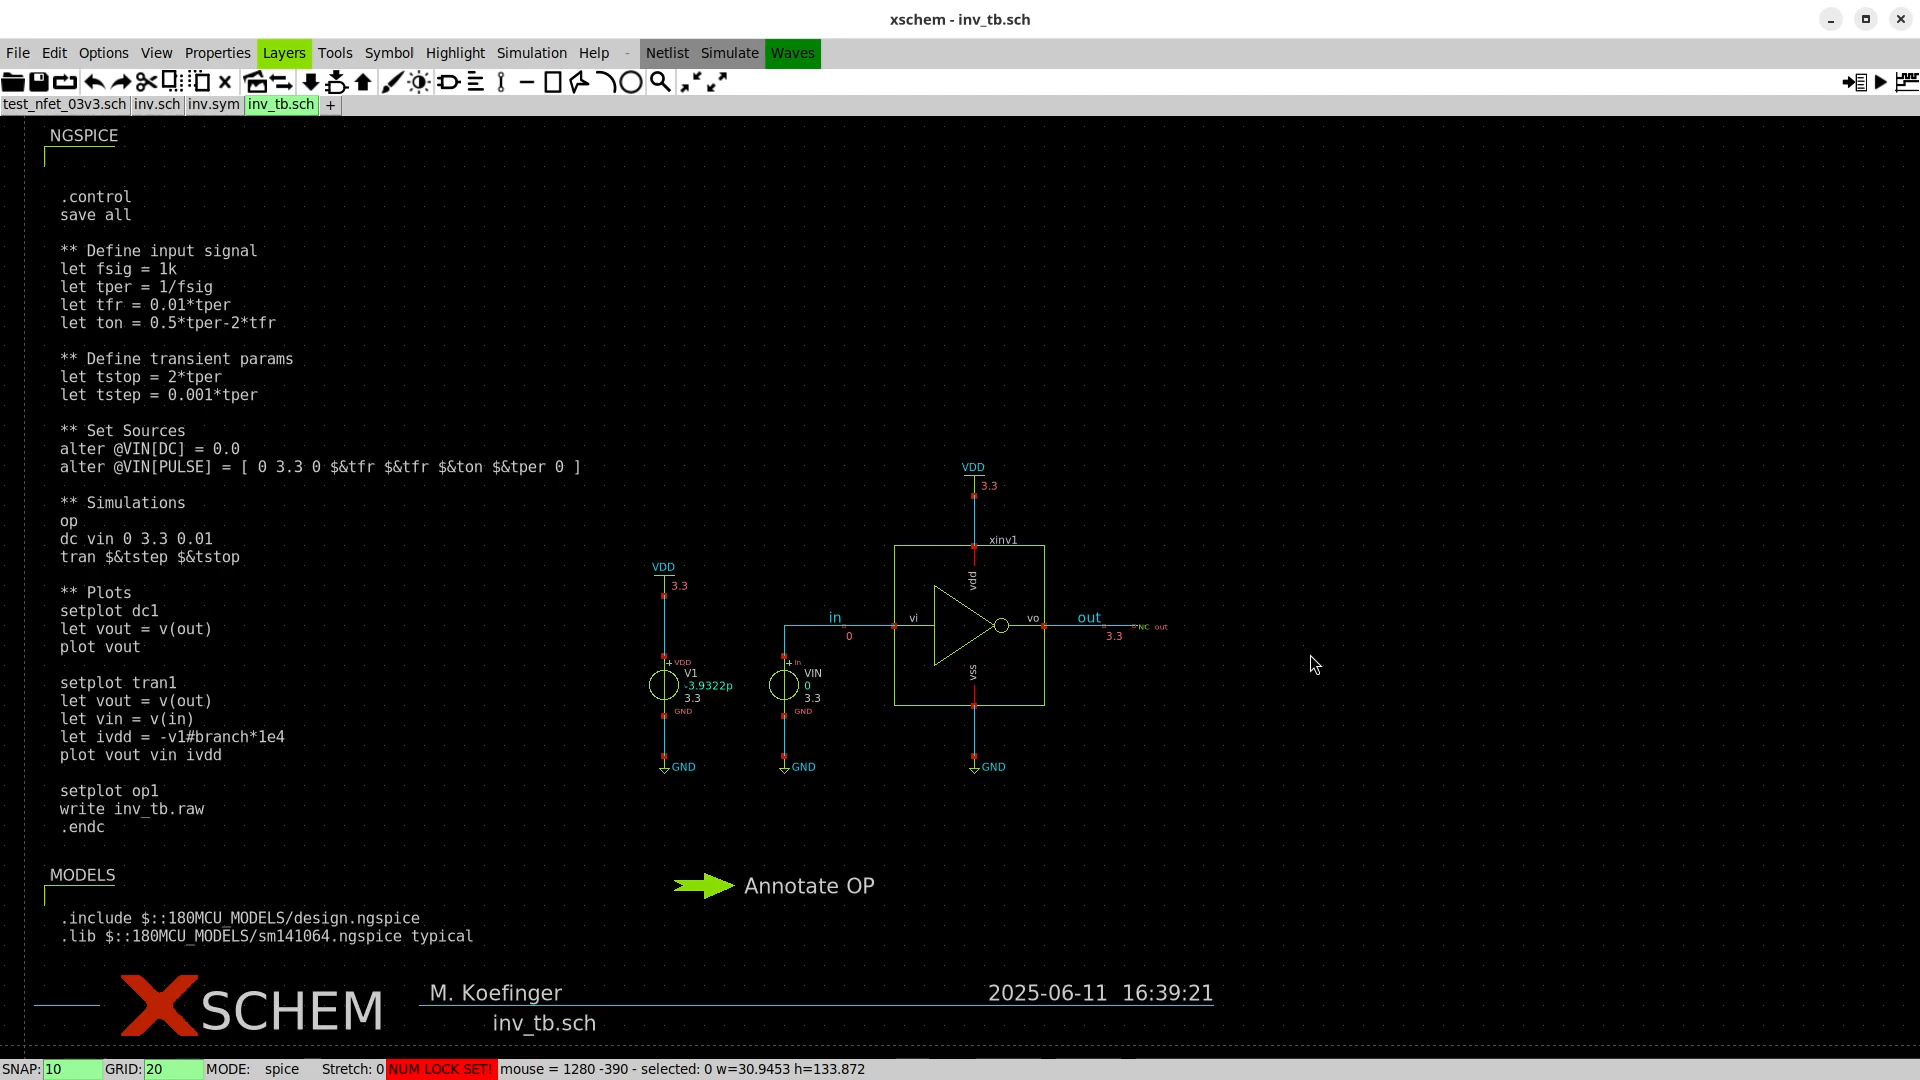 xschem - inv_tb.sch
File Edit Options View Properties Layers Tools Symbol Highlight Simulation Help - Netlist Simulate Waves
test_nfet_03v3.sch inv.sch inv.sym inv_tb.sch +
NGSPICE
.control
save all
** Define input signal
let fsig = 1k
let tper = 1/fsig
let tfr = 0.01*tper
let ton = 0.5*tper-2*tfr
** Define transient params
let tstop = 2*tper
let tstep = 0.001*tper
** Set Sources
alter @VIN[DC] = 0.0
alter @VIN[PULSE] = [ 0 3.3 0 $&tfr $&tfr $&ton $&tper 0 ]
** Simulations
op
dc vin 0 3.3 0.01
tran $&tstep $&tstop
** Plots
setplot dc1
let vout = v(out)
plot vout
setplot tran1
let vout = v(out)
let vin = v(in)
let ivdd = -v1#branch*1e4
plot vout vin ivdd
setplot op1
write inv_tb.raw
.endc
MODELS
.include $::180MCU_MODELS/design.ngspice
.lib $::180MCU_MODELS/sm141064.ngspice typical
VDD
3.3
+ VDD
V1
-3.9322p
3.3
GND
GND
in
0
+ in
VIN
0
3.3
GND
GND
VDD
3.3
xinv1
vdd
vi
vo
vss
GND
out
3.3
NC out
Annotate OP
XSCHEM
M. Koefinger
2025-06-11 16:39:21
inv_tb.sch
SNAP: 10 GRID: 20 MODE: spice Stretch: 0 NUM LOCK SET! mouse = 1280 -390 - selected: 0 w=30.9453 h=133.872